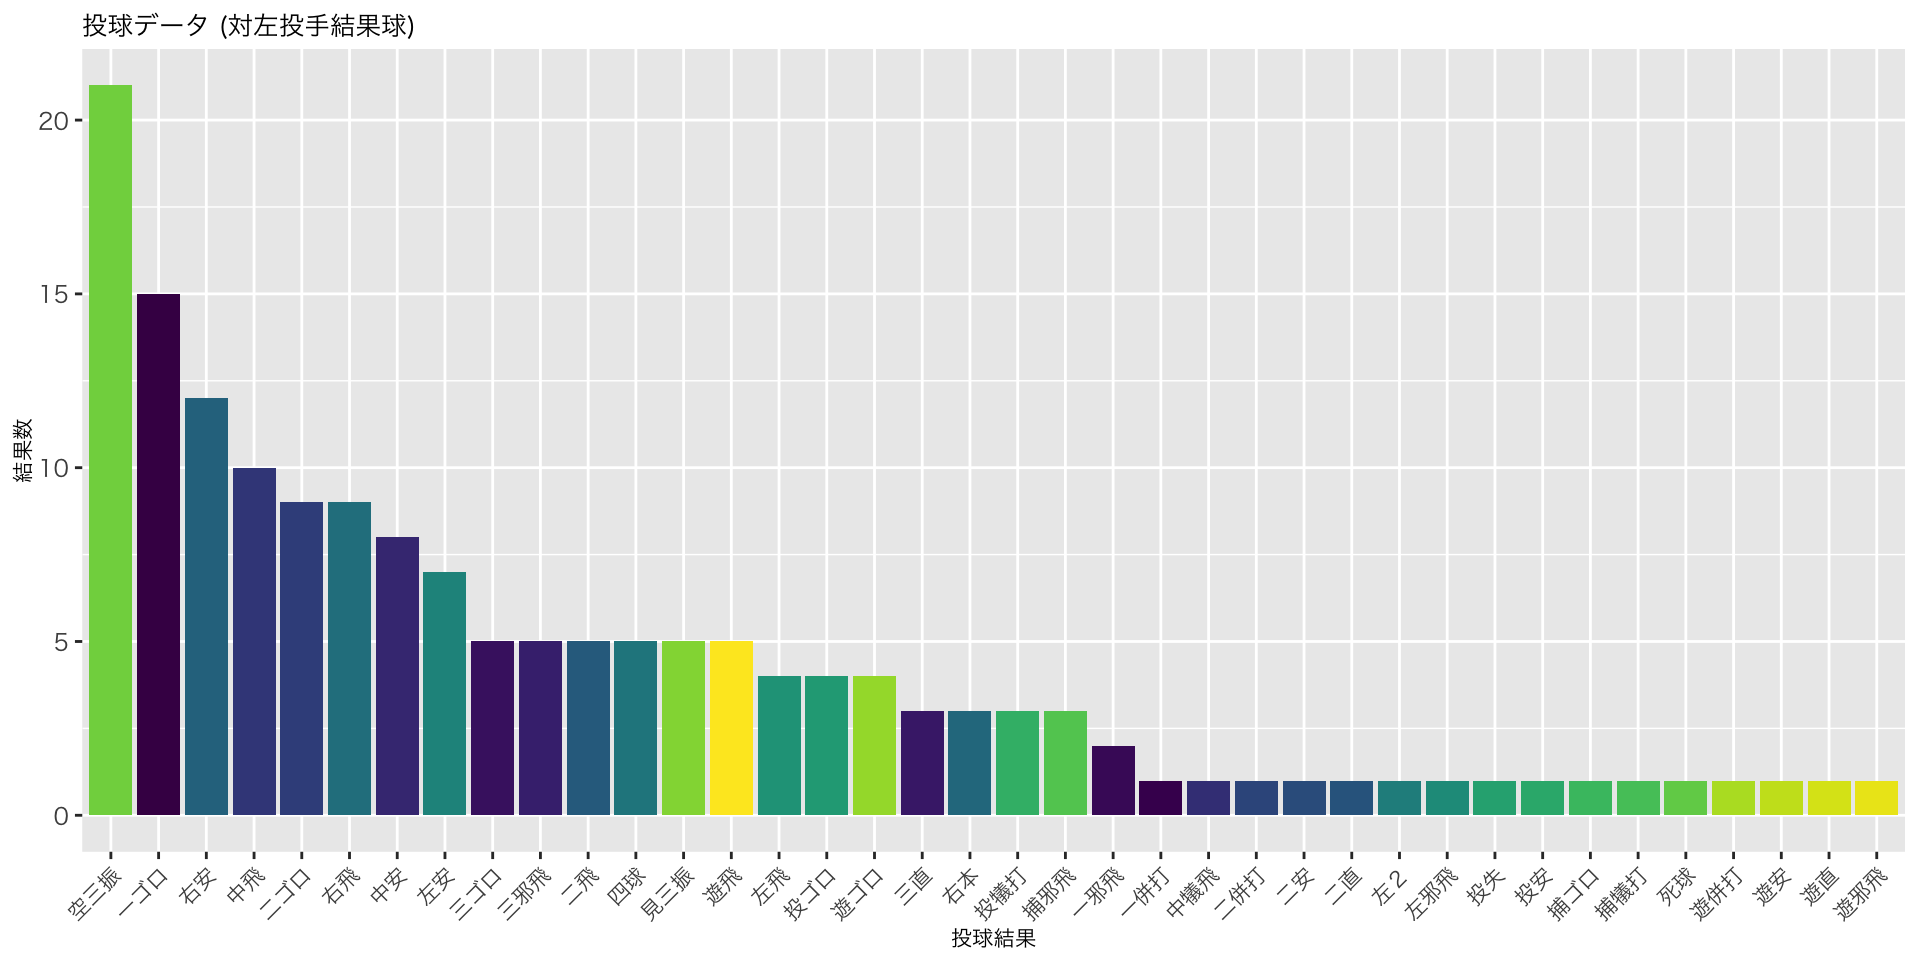 投球データ (対左投手結果球)
結果数
20
15
10
5
0
空三振
一ゴロ
右安
中飛
二ゴロ
右飛
中安
左安
三ゴロ
三邪飛
二飛
四球
見三振
遊飛
左飛
投ゴロ
遊ゴロ
三直
右本
投犠打
捕邪飛
一邪飛
一併打
中犠飛
二併打
二安
二直
左２
左邪飛
投失
投安
捕ゴロ
捕犠打
死球
遊併打
遊安
遊直
遊邪飛
投球結果